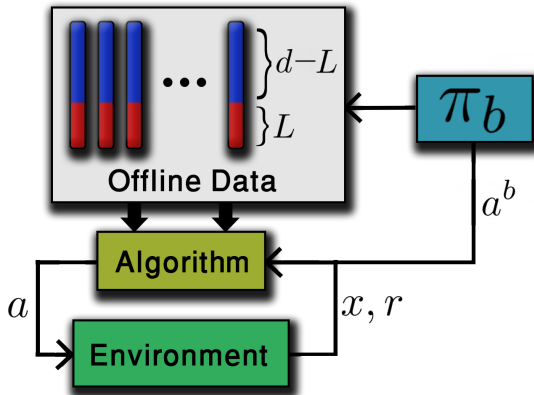 d−L
L
π_b
Offline Data
a^b
Algorithm
a
x, r
Environment